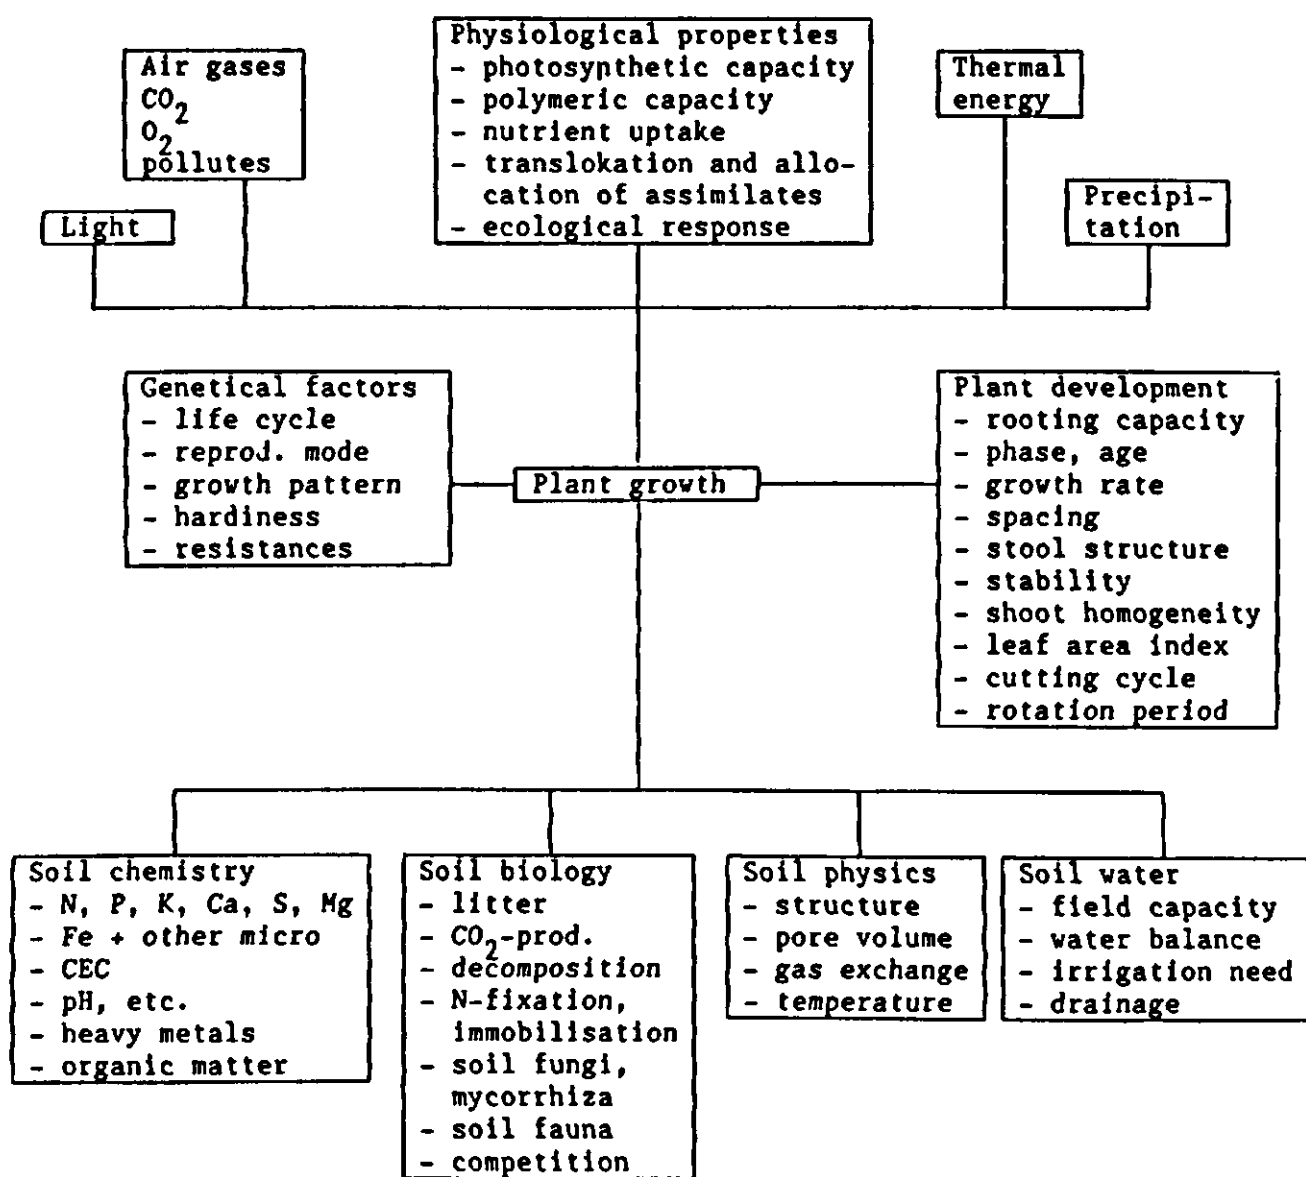 Air gases
CO2
O2
pollutes
Light
Physiological properties
- photosynthetic capacity
- polymeric capacity
- nutrient uptake
- translokation and allo-
cation of assimilates
- ecological response
Thermal
energy
Precipi-
tation
Genetical factors
- life cycle
- reprod. mode
- growth pattern
- hardiness
- resistances
Plant growth
Plant development
- rooting capacity
- phase, age
- growth rate
- spacing
- stool structure
- stability
- shoot homogeneity
- leaf area index
- cutting cycle
- rotation period
Soil chemistry
- N, P, K, Ca, S, Mg
- Fe + other micro
- CEC
- pH, etc.
- heavy metals
- organic matter
Soil biology
- litter
- CO2-prod.
- decomposition
- N-fixation,
immobilisation
- soil fungi,
mycorrhiza
- soil fauna
- competition
Soil physics
- structure
- pore volume
- gas exchange
- temperature
Soil water
- field capacity
- water balance
- irrigation need
- drainage